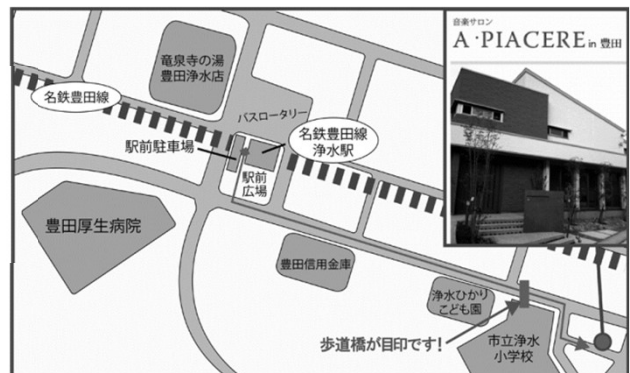 音楽サロン
A・PIACERE in 豊田
竜泉寺の湯
豊田浄水店
名鉄豊田線
バスロータリー
駅前駐車場
名鉄豊田線
浄水駅
駅前
広場
豊田厚生病院
豊田信用金庫
浄水ひかり
こども園
歩道橋が目印です!
市立浄水
小学校